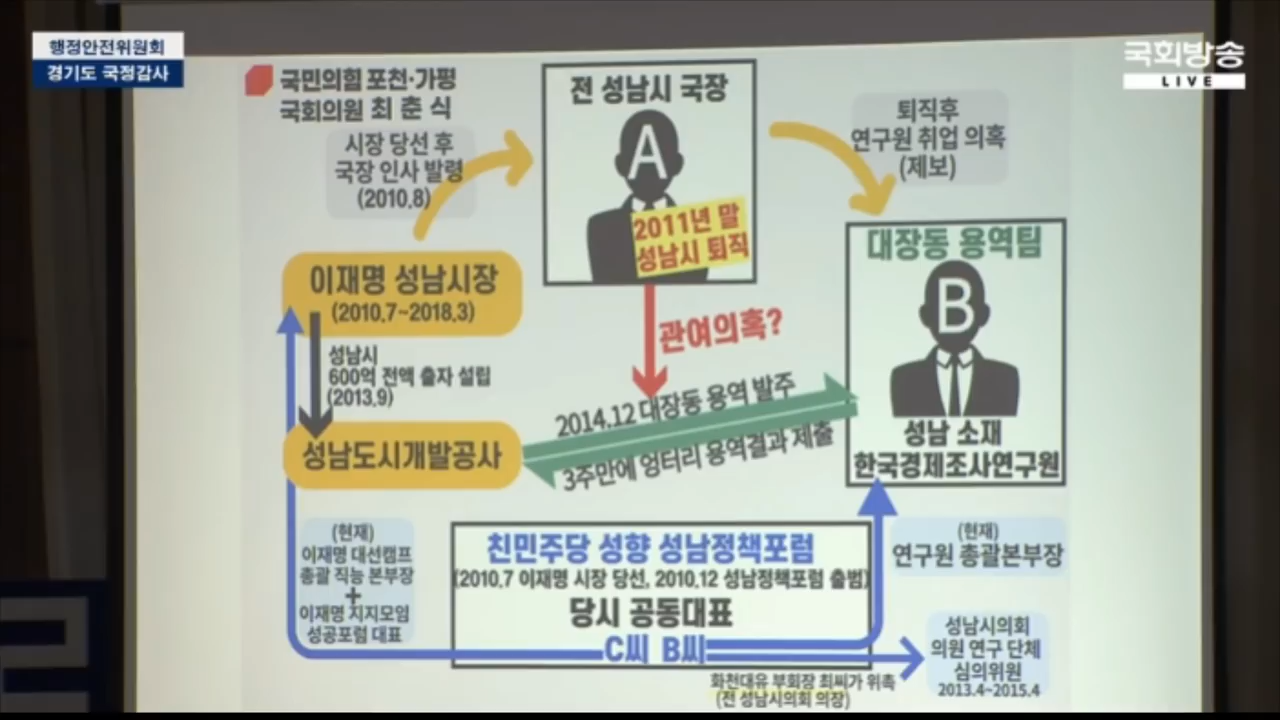 행정안전위원회
경기도 국정감사
국회방송
LIVE
국민의힘 포천·가평
국회의원 최 춘 식
시장 당선 후
국장 인사 발령
(2010.8)
전 성남시 국장
A
2011년 말
성남시 퇴직
퇴직후
연구원 취업 의혹
(제보)
이재명 성남시장
(2010.7~2018.3)
성남시
600억 전액 출자 설립
(2013.9)
성남도시개발공사
관여의혹?
2014.12 대장동 용역 발주
3주만에 엉터리 용역결과 제출
대장동 용역팀
B
성남 소재
한국경제조사연구원
(현재)
이재명 대선캠프
총괄 직능 본부장
+
이재명 지지모임
성공포럼 대표
친민주당 성향 성남정책포럼
(2010.7 이재명 시장 당선, 2010.12 성남정책포럼 출범)
당시 공동대표
C씨 B씨
(현재)
연구원 총괄본부장
성남시의회
의원 연구 단체
심의위원
2013.4~2015.4
화천대유 부회장 최씨가 위촉
(전 성남시의회 의장)